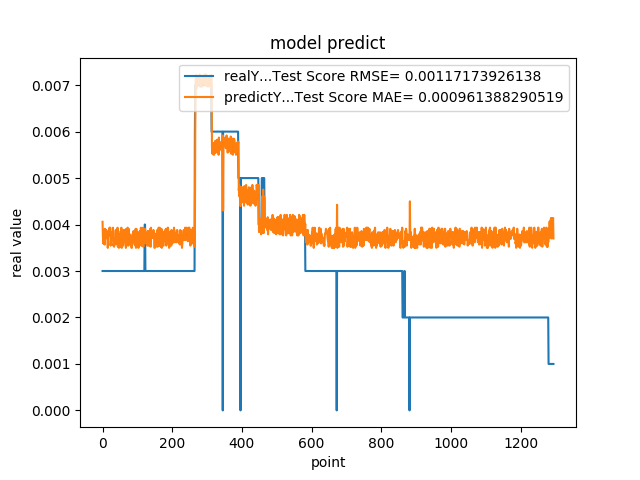 model predict
realY...Test Score RMSE= 0.00117173926138
predictY...Test Score MAE= 0.000961388290519
0.007
0.006
0.005
0.004
0.003
0.002
0.001
0.000
real value
0 200 400 600 800 1000 1200
point